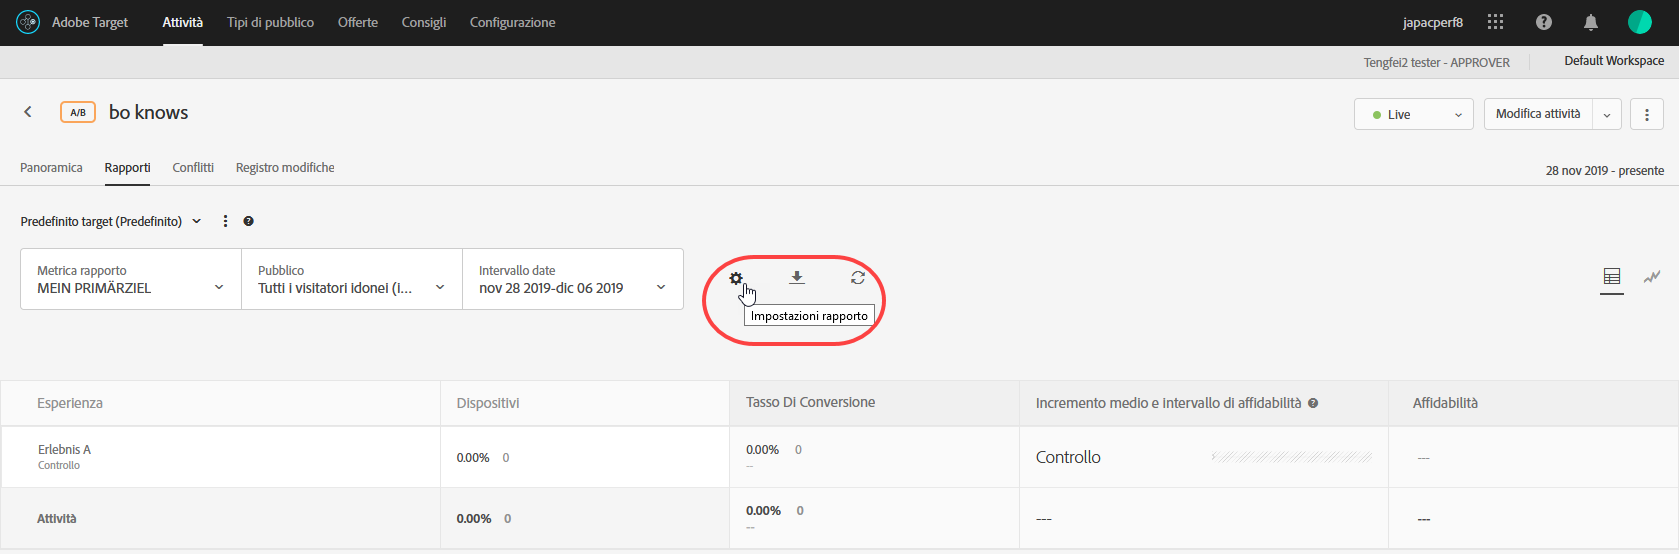 Adobe Target Attività Tipi di pubblico Offerte Consigli Configurazione japacperf8
Tengfei2 tester - APPROVER Default Workspace
A/B bo knows Live Modifica attività
Panoramica Rapporti Conflitti Registro modifiche
28 nov 2019 - presente
Predefinito target (Predefinito)
Metrica rapporto Pubblico Intervallo date
MEIN PRIMÄRZIEL Tutti i visitatori idonei (i... nov 28 2019-dic 06 2019
Impostazioni rapporto
Esperienza Dispositivi Tasso Di Conversione Incremento medio e intervallo di affidabilità Affidabilità
Erlebnis A 0.00% 0 0.00% 0 Controllo ---
Controllo --
Attività 0.00% 0 0.00% 0 --- ---
--